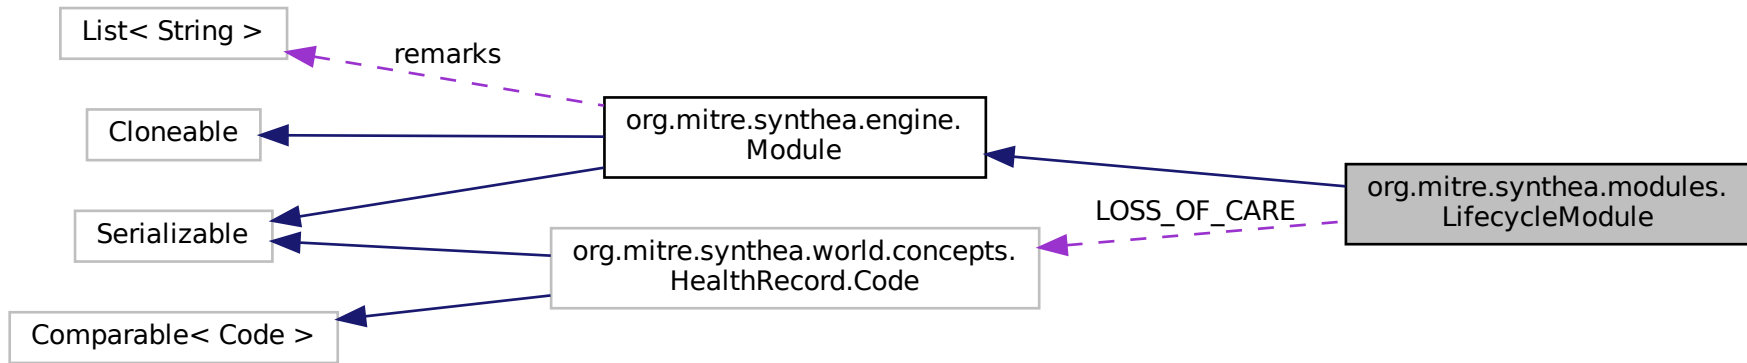 List< String >
remarks
Cloneable
org.mitre.synthea.engine.
Module
org.mitre.synthea.modules.
LifecycleModule
LOSS_OF_CARE
Serializable
org.mitre.synthea.world.concepts.
HealthRecord.Code
Comparable< Code >